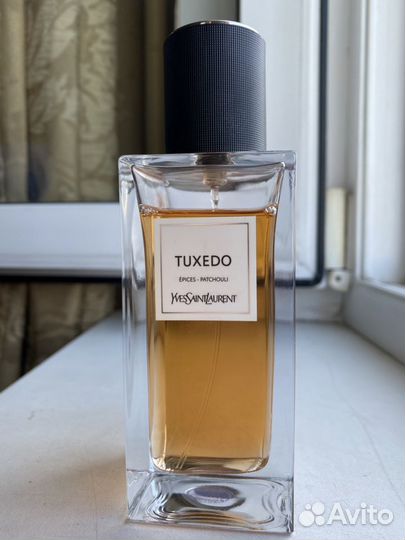 TUXEDO
ÉPICES - PATCHOULI
YVESSAINTLAURENT
Avito